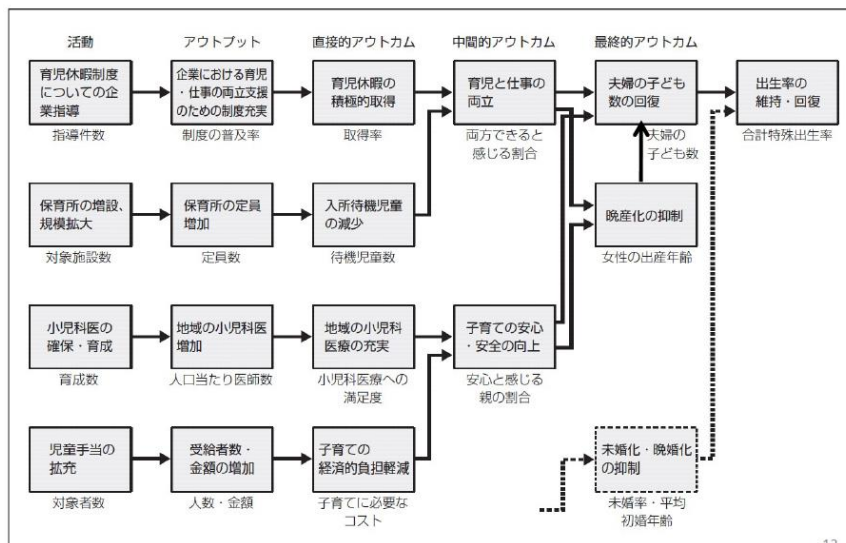 活動
アウトプット
直接的アウトカム
中間的アウトカム
最終的アウトカム
育児休暇制度
についての企
業指導
指導件数
企業における育児
・仕事の両立支援
のための制度充実
制度の普及率
育児休暇の
積極的取得
取得率
育児と仕事の
両立
両方できると
感じる割合
夫婦の子ども
数の回復
夫婦の
子ども数
出生率の
維持・回復
合計特殊出生率
保育所の増設、
規模拡大
対象施設数
保育所の定員
増加
定員数
入所待機児童
の減少
待機児童数
晩産化の抑制
女性の出産年齢
小児科医の
確保・育成
育成数
地域の小児科医
増加
人口当たり医師数
地域の小児科
医療の充実
小児科医療への
満足度
子育ての安心
・安全の向上
安心と感じる
親の割合
児童手当の
拡充
対象者数
受給者数・
金額の増加
人数・金額
子育ての
経済的負担軽減
子育てに必要な
コスト
未婚化・晩婚化
の抑制
未婚率・平均
初婚年齢